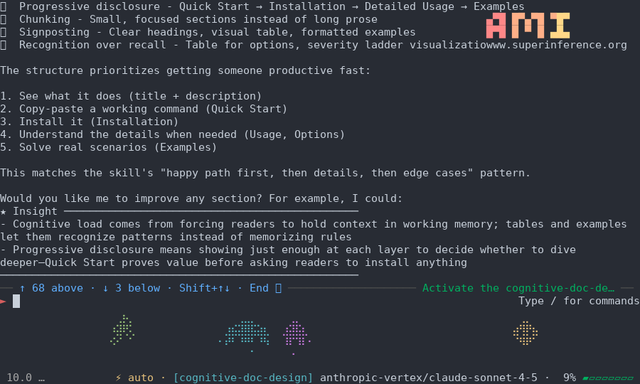 Progressive disclosure - Quick Start → Installation → Detailed Usage → Examples
Chunking - Small, focused sections instead of long prose
AMI
Signposting - Clear headings, visual table, formatted examples
Recognition over recall - Table for options, severity ladder visualizatiowww.superinference.org
The structure prioritizes getting someone productive fast:
1. See what it does (title + description)
2. Copy-paste a working command (Quick Start)
3. Install it (Installation)
4. Understand the details when needed (Usage, Options)
5. Solve real scenarios (Examples)
This matches the skill's "happy path first, then details, then edge cases" pattern.
Would you like me to improve any section? For example, I could:
★ Insight
- Cognitive load comes from forcing readers to hold context in working memory; tables and examples
let them recognize patterns instead of memorizing rules
- Progressive disclosure means showing just enough at each layer to decide whether to dive
deeper—Quick Start proves value before asking readers to install anything
↑ 68 above · ↓ 3 below · Shift+↑↓ · End Activate the cognitive-doc-de…
Type / for commands
10.0 … ⚡ auto · [cognitive-doc-design] anthropic-vertex/claude-sonnet-4-5 · 9%